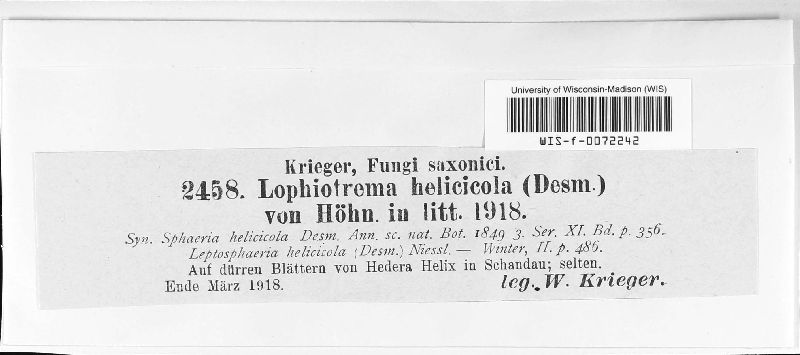 University of Wisconsin-Madison (WIS)
WIS-f-0072242
Krieger, Fungi saxonici.
2458. Lophiotrema helicicola (Desm.)
von Höhn. in litt. 1918.
Syn. Sphaeria helicicola Desm. Ann. sc. nat. Bot. 1849 3. Ser. XI. Bd. p. 356.
Leptosphaeria helicicola (Desm.) Niessl. — Winter, II. p. 486.
Auf dürren Blättern von Hedera Helix in Schandau; selten.
Ende März 1918.
leg. W. Krieger.